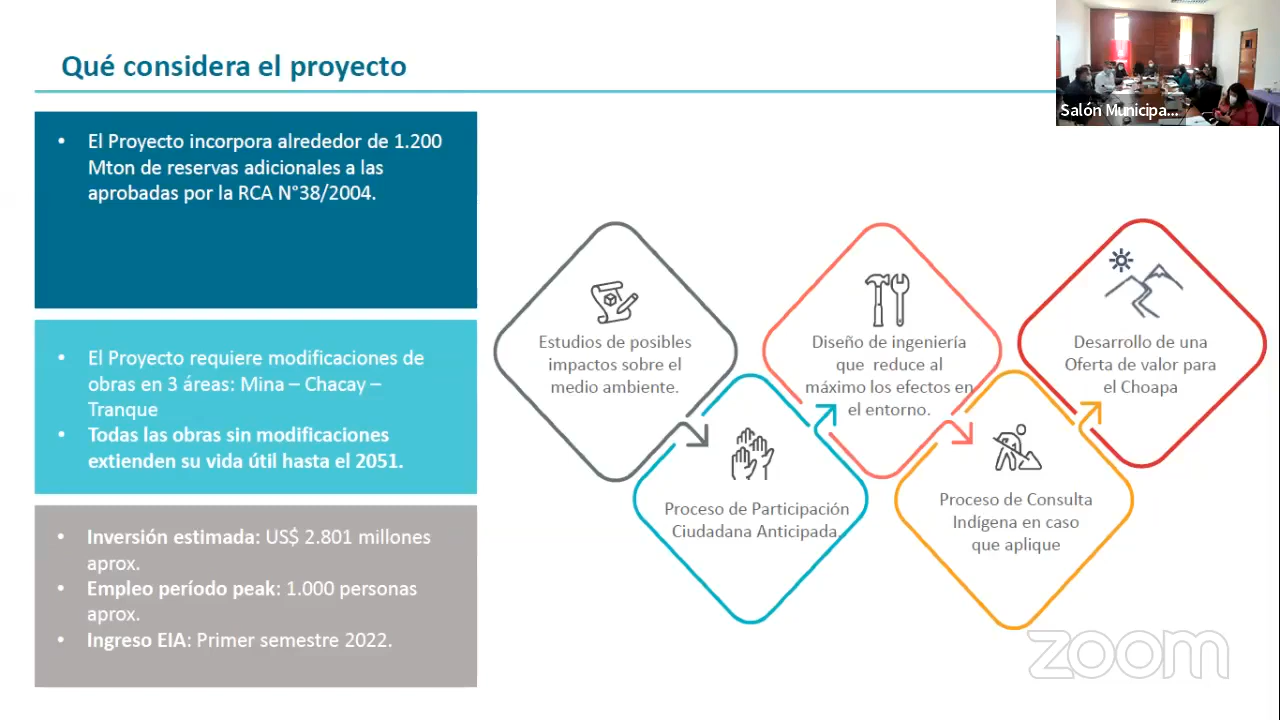 Qué considera el proyecto
Salón Municipa...
• El Proyecto incorpora alrededor de 1.200
Mton de reservas adicionales a las
aprobadas por la RCA N°38/2004.
• El Proyecto requiere modificaciones de
obras en 3 áreas: Mina – Chacay –
Tranque
• Todas las obras sin modificaciones
extienden su vida útil hasta el 2051.
• Inversión estimada: US$ 2.801 millones
aprox.
• Empleo período peak: 1.000 personas
aprox.
• Ingreso EIA: Primer semestre 2022.
Estudios de posibles
impactos sobre el
medio ambiente.
Proceso de Participación
Ciudadana Anticipada.
Diseño de ingeniería
que reduce al
máximo los efectos en
el entorno.
Proceso de Consulta
Indígena en caso
que aplique
Desarrollo de una
Oferta de valor para
el Choapa
zoom